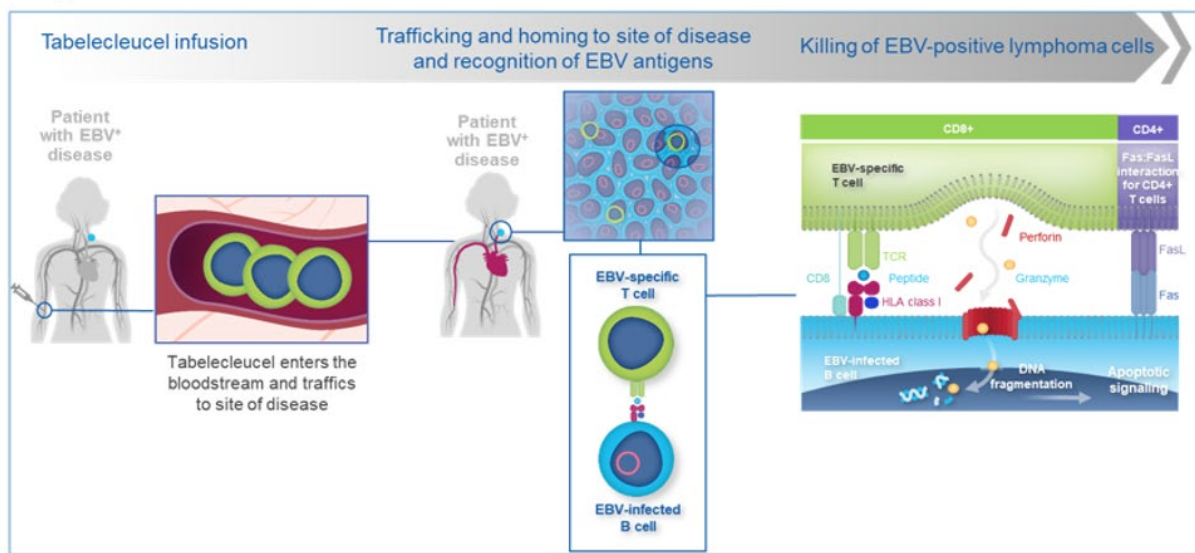 Tabelecleucel infusion
Trafficking and homing to site of disease
and recognition of EBV antigens
Killing of EBV-positive lymphoma cells
Patient
with EBV+
disease
Tabelecleucel enters the
bloodstream and traffics
to site of disease
Patient
with EBV+
disease
EBV-specific
T cell
EBV-infected
B cell
CD8+
CD4+
EBV-specific
T cell
Fas:FasL
interaction
for CD4+
T cells
Perforin
TCR
FasL
CD8
Peptide
Granzyme
HLA class I
Fas
EBV-infected
B cell
DNA
fragmentation
Apoptotic
signaling